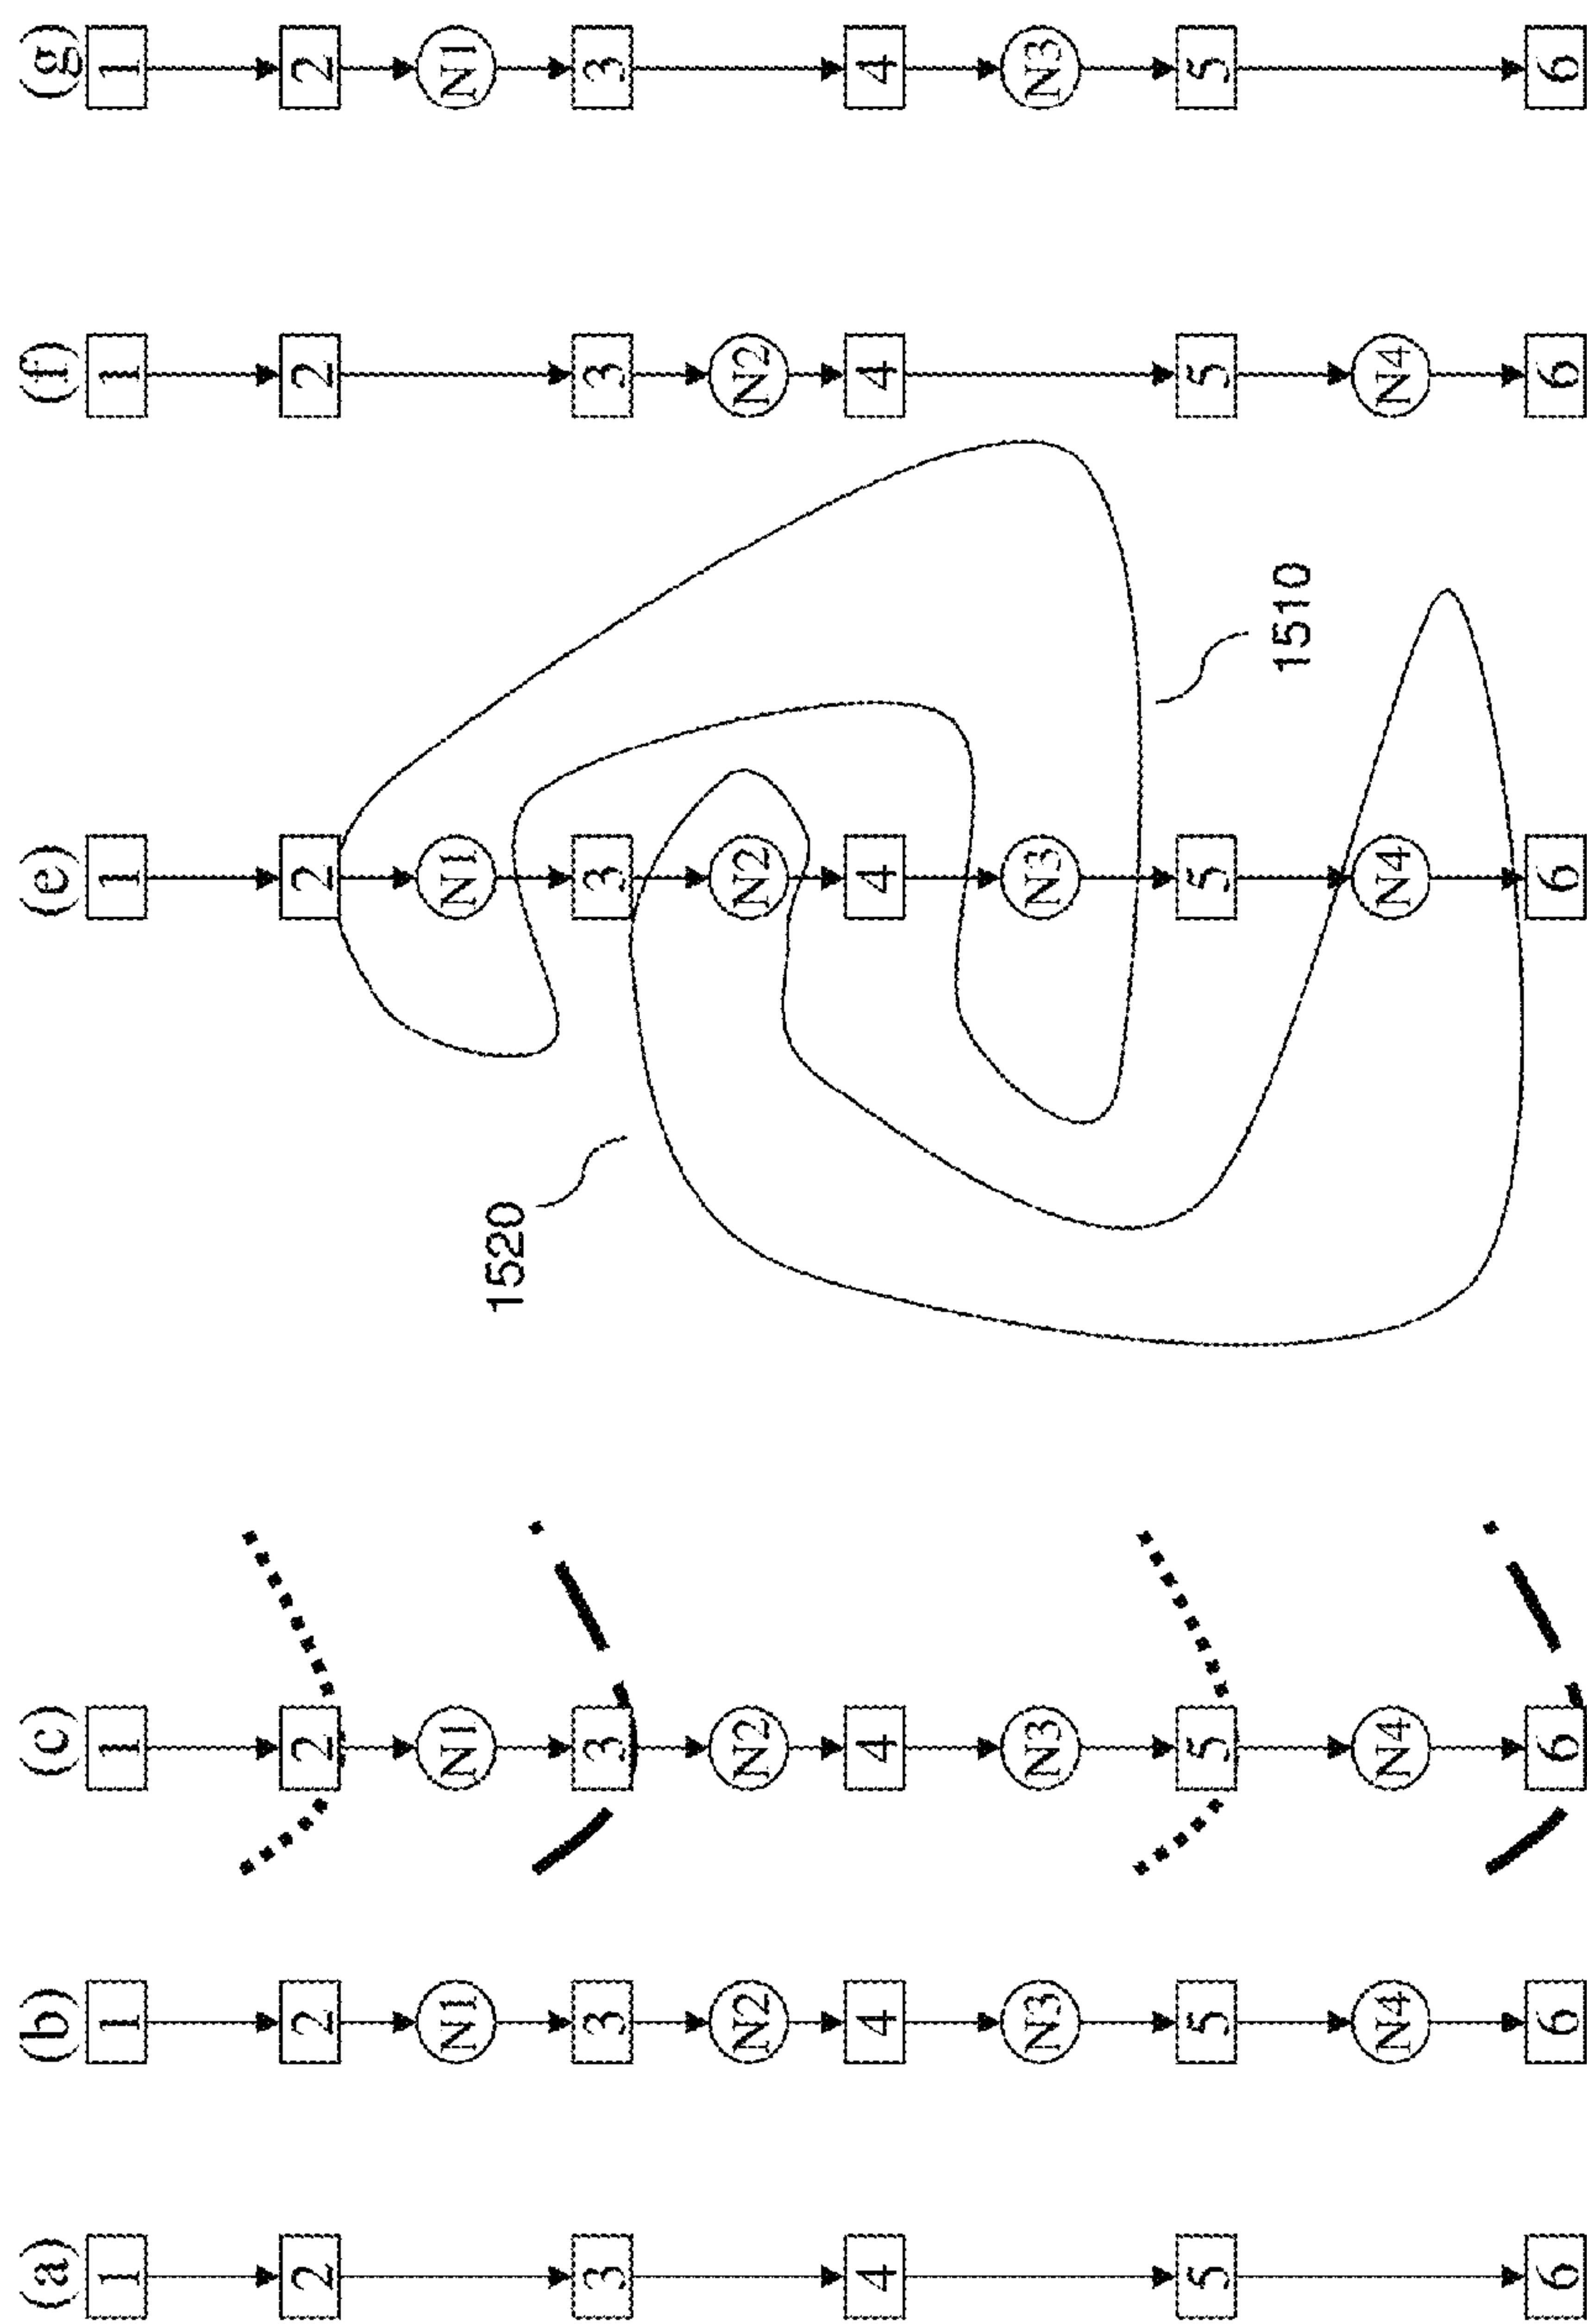 (a) 1 2 3 4 5 6
(b) 1 2 N1 3 N2 4 N3 5 N4 6
(c) 1 2 N1 3 N2 4 N3 5 N4 6
1520
(e) 1 2 N1 3 N2 4 N3 5 N4 6
1510
(f) 1 2 3 N2 4 5 N4 6
(g) 1 2 N1 3 4 N3 5 6